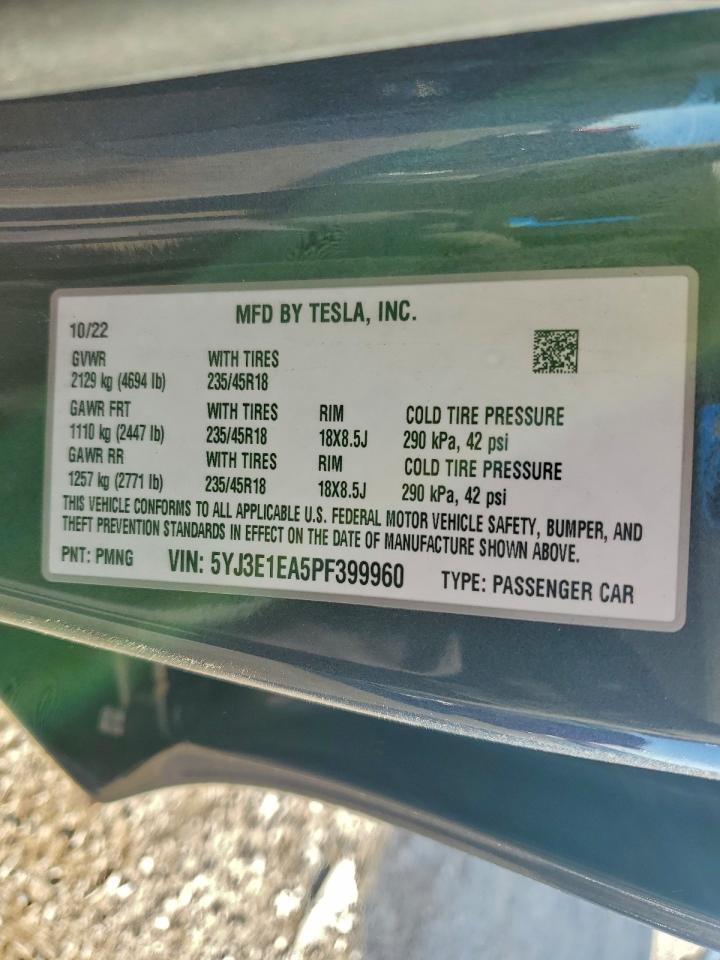 MFD BY TESLA, INC.
10/22
GVWR WITH TIRES
2129 kg (4694 lb) 235/45R18
GAWR FRT WITH TIRES RIM COLD TIRE PRESSURE
1110 kg (2447 lb) 235/45R18 18X8.5J 290 kPa, 42 psi
GAWR RR WITH TIRES RIM COLD TIRE PRESSURE
1257 kg (2771 lb) 235/45R18 18X8.5J 290 kPa, 42 psi
THIS VEHICLE CONFORMS TO ALL APPLICABLE U.S. FEDERAL MOTOR VEHICLE SAFETY, BUMPER, AND
THEFT PREVENTION STANDARDS IN EFFECT ON THE DATE OF MANUFACTURE SHOWN ABOVE.
PNT: PMNG VIN: 5YJ3E1EA5PF399960 TYPE: PASSENGER CAR